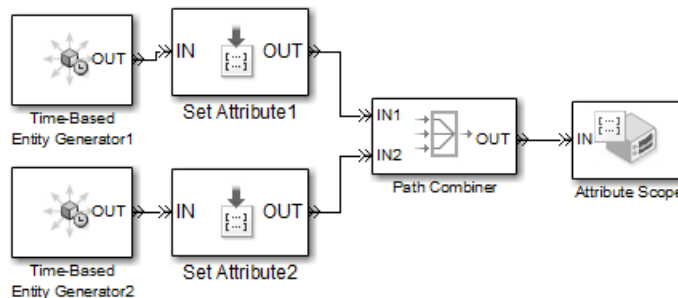 OUT
IN
OUT
Time-Based
Entity Generator1
Set Attribute1
IN1
OUT
IN2
Path Combiner
IN
Attribute Scope
OUT
IN
OUT
Time-Based
Entity Generator2
Set Attribute2